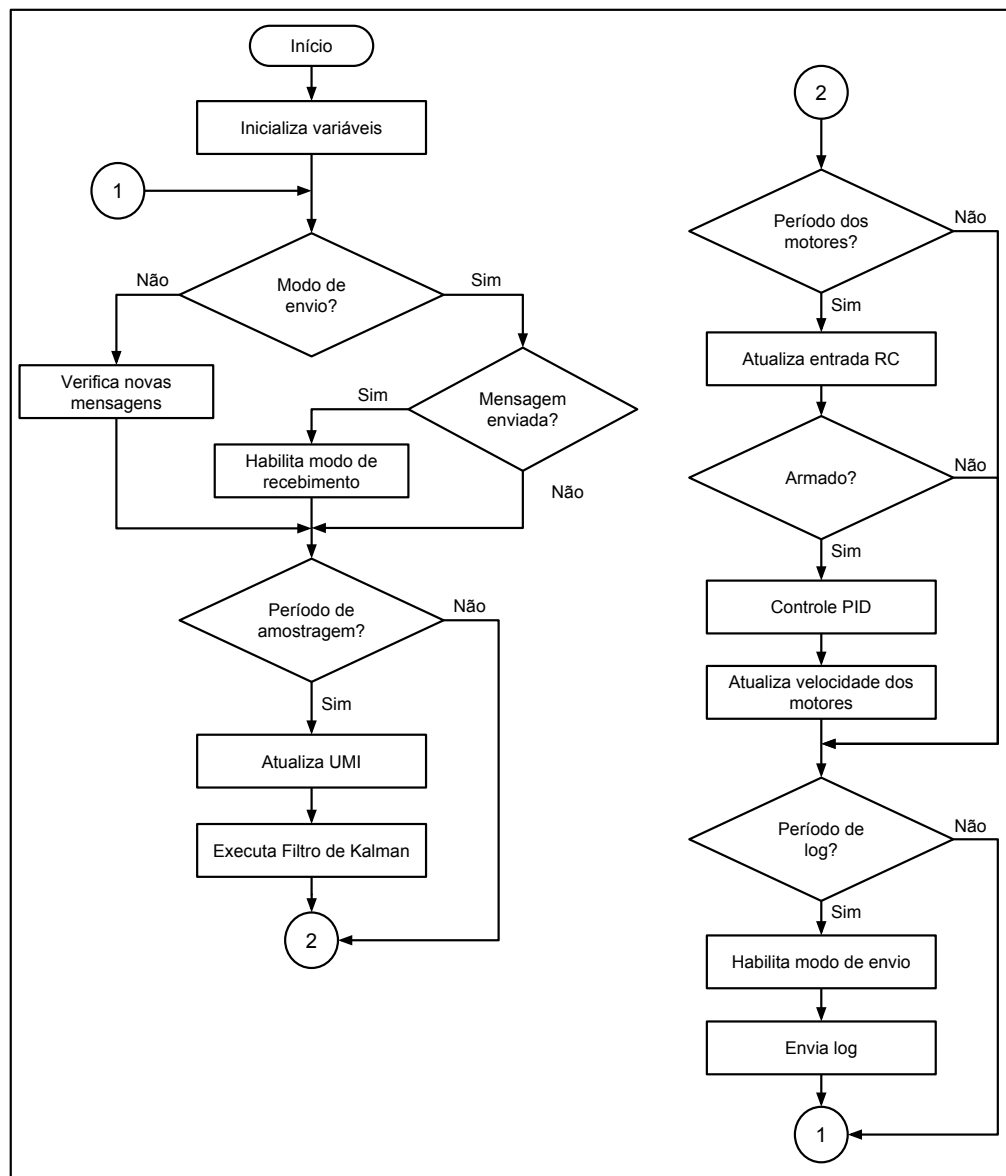 Início
Inicializa variáveis
1
Modo de
envio?
Não
Sim
Verifica novas
mensagens
Mensagem
enviada?
Sim
Não
Habilita modo de
recebimento
Período de
amostragem?
Não
Sim
Atualiza UMI
Executa Filtro de Kalman
2
2
Período dos
motores?
Não
Sim
Atualiza entrada RC
Armado?
Não
Sim
Controle PID
Atualiza velocidade dos
motores
Período de
log?
Não
Sim
Habilita modo de envio
Envia log
1